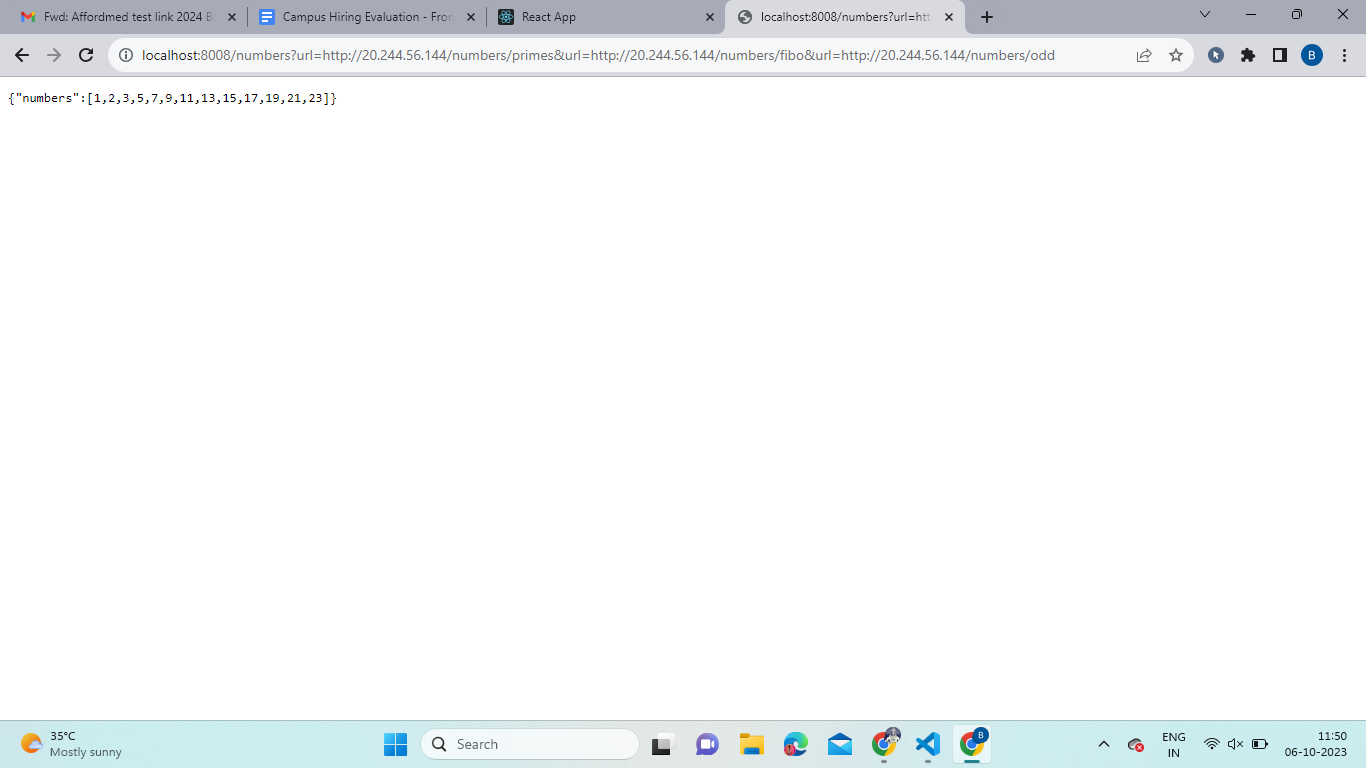 Fwd: Affordmed test link 2024 B
Campus Hiring Evaluation - Fron
React App
localhost:8008/numbers?url=htt
localhost:8008/numbers?url=http://20.244.56.144/numbers/primes&url=http://20.244.56.144/numbers/fibo&url=http://20.244.56.144/numbers/odd
B
{"numbers":[1,2,3,5,7,9,11,13,15,17,19,21,23]}
35°C
Mostly sunny
Search
B
ENG
IN
11:50
06-10-2023